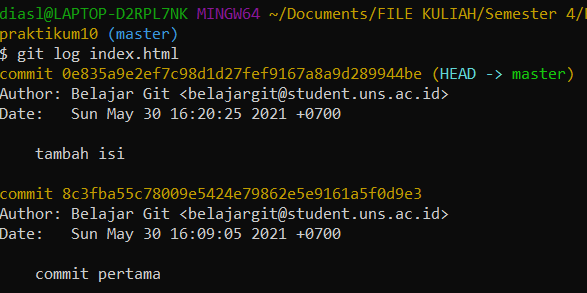 diasl@LAPTOP-D2RPL7NK MINGW64 ~/Documents/FILE KULIAH/Semester 4/
praktikum10 (master)
$ git log index.html
commit 0e835a9e2ef7c98d1d27fef9167a8a9d289944be (HEAD -> master)
Author: Belajar Git <belajargit@student.uns.ac.id>
Date:   Sun May 30 16:20:25 2021 +0700
tambah isi
commit 8c3fba55c78009e5424e79862e5e9161a5f0d9e3
Author: Belajar Git <belajargit@student.uns.ac.id>
Date:   Sun May 30 16:09:05 2021 +0700
commit pertama